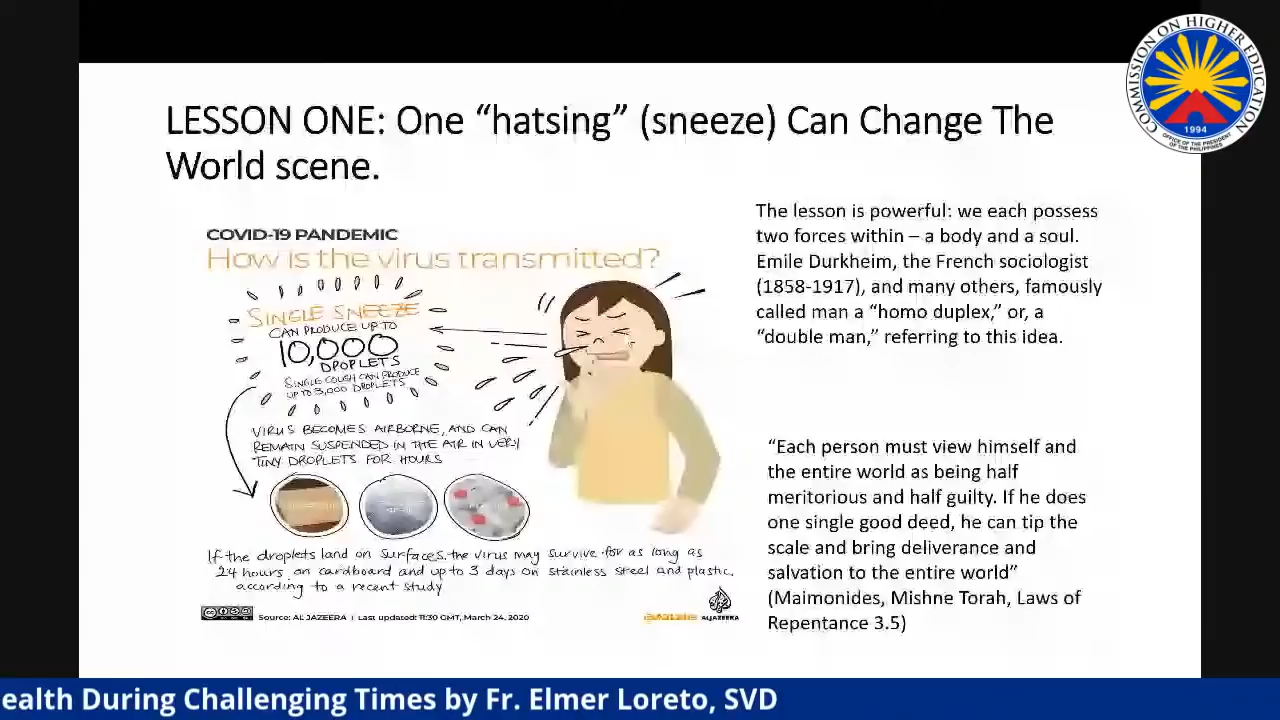 LESSON ONE: One “hatsing” (sneeze) Can Change The
World scene.
COVID-19 PANDEMIC
How is the virus transmitted?
SINGLE SNEEZE
CAN PRODUCE UP TO
10,000
DROPLETS
SINGLE COUGH CAN PRODUCE
UP TO 3,000 DROPLETS
VIRUS BECOMES AIRBORNE, AND CAN
REMAIN SUSPENDED IN THE AIR IN VERY
TINY DROPLETS FOR HOURS
If the droplets land on surfaces, the virus may survive for as long as
24 hours on cardboard and up to 3 days on stainless steel and plastic,
according to a recent study
Source: AL JAZEERA | Last updated: 11:30 GMT, March 24, 2020
ALJAZEERA
The lesson is powerful: we each possess
two forces within – a body and a soul.
Emile Durkheim, the French sociologist
(1858-1917), and many others, famously
called man a “homo duplex,” or, a
“double man,” referring to this idea.
“Each person must view himself and
the entire world as being half
meritorious and half guilty. If he does
one single good deed, he can tip the
scale and bring deliverance and
salvation to the entire world”
(Maimonides, Mishne Torah, Laws of
Repentance 3.5)
COMMISSION ON HIGHER EDUCATION
1994
OFFICE OF THE PRESIDENT
OF THE PHILIPPINES
ealth During Challenging Times by Fr. Elmer Loreto, SVD